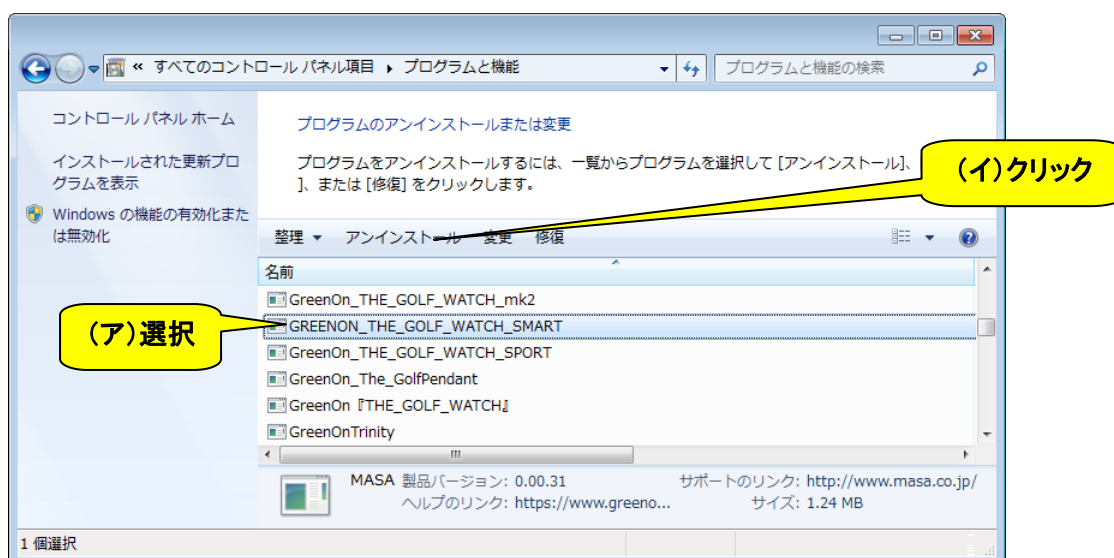 « すべてのコントロール パネル項目 プログラムと機能
プログラムと機能の検索
コントロール パネル ホーム
インストールされた更新プロ
グラムを表示
Windows の機能の有効化また
は無効化
プログラムのアンインストールまたは変更
プログラムをアンインストールするには、一覧からプログラムを選択して [アンインストール]、
]、または [修復] をクリックします。
(イ)クリック
整理 アンインストール 変更 修復
名前
GreenOn_THE_GOLF_WATCH_mk2
(ア)選択
GREENON_THE_GOLF_WATCH_SMART
GreenOn_THE_GOLF_WATCH_SPORT
GreenOn_The_GolfPendant
GreenOn『THE_GOLF_WATCH』
GreenOnTrinity
MASA 製品バージョン: 0.00.31 サポートのリンク: http://www.masa.co.jp/
ヘルプのリンク: https://www.greeno... サイズ: 1.24 MB
1 個選択